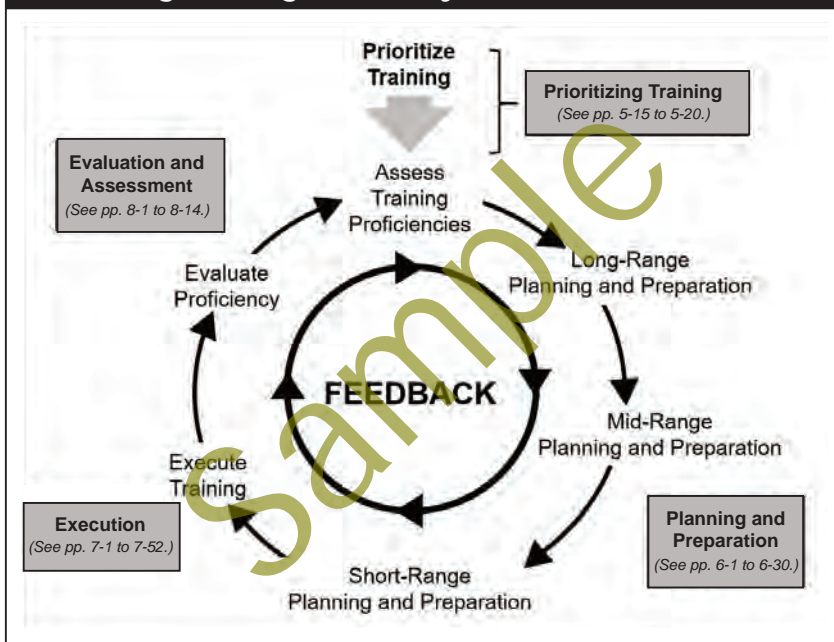 Prioritize
Training
Prioritizing Training
(See pp. 5-15 to 5-20.)
Evaluation and
Assessment
(See pp. 8-1 to 8-14.)
Assess
Training
Proficiencies
Long-Range
Planning and Preparation
Evaluate
Proficiency
FEEDBACK
Mid-Range
Planning and Preparation
Execute
Training
Execution
(See pp. 7-1 to 7-52.)
Planning and
Preparation
(See pp. 6-1 to 6-30.)
Short-Range
Planning and Preparation
Sample